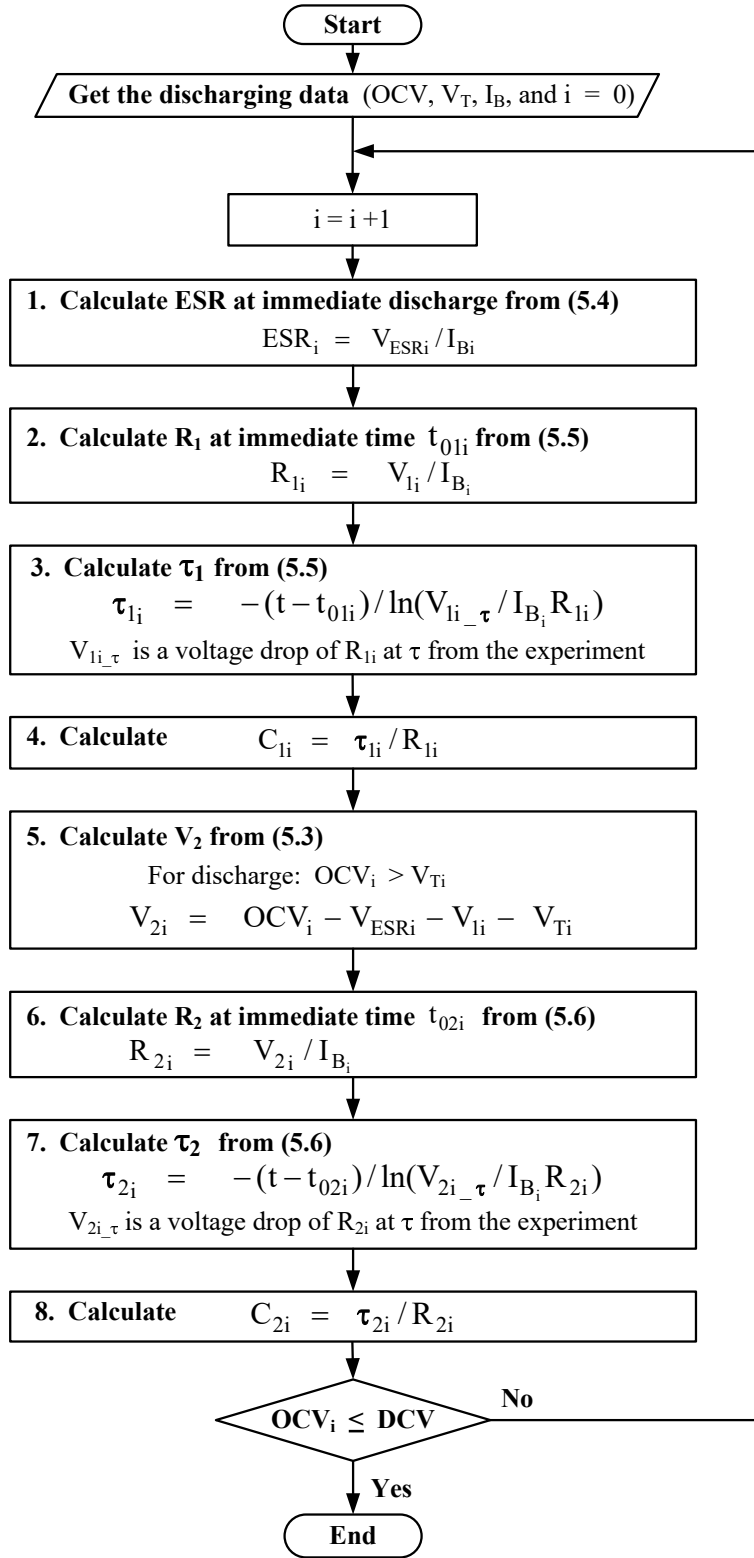 Start
Get the discharging data (OCV, V_T, I_B, and i = 0)
i = i +1
1. Calculate ESR at immediate discharge from (5.4)
ESR_i = V_ESRi / I_Bi
2. Calculate R_1 at immediate time t_01i from (5.5)
R_1i = V_1i / I_B_i
3. Calculate τ_1 from (5.5)
τ_1i = −(t − t_01i) / ln(V_1i_τ / I_B_i R_1i)
V_1i_τ is a voltage drop of R_1i at τ from the experiment
4. Calculate C_1i = τ_1i / R_1i
5. Calculate V_2 from (5.3)
For discharge: OCV_i > V_Ti
V_2i = OCV_i − V_ESRi − V_1i − V_Ti
6. Calculate R_2 at immediate time t_02i from (5.6)
R_2i = V_2i / I_B_i
7. Calculate τ_2 from (5.6)
τ_2i = −(t − t_02i) / ln(V_2i_τ / I_B_i R_2i)
V_2i_τ is a voltage drop of R_2i at τ from the experiment
8. Calculate C_2i = τ_2i / R_2i
OCV_i ≤ DCV
No
Yes
End